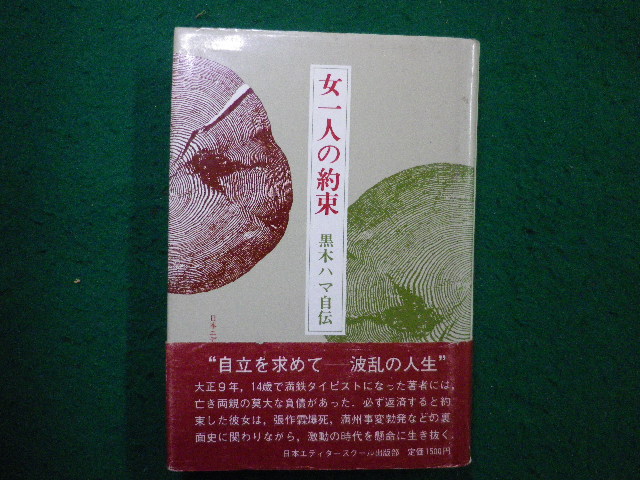 女一人の約束
黒木ハマ自伝
日本エデ
“自立を求めて——波乱の人生”
大正9年，14歳で満鉄タイピストになった著者には，
亡き両親の莫大な負債があった．必ず返済すると約
束した彼女は，張作霖爆死，満州事変勃発などの裏
面史に関わりながら，激動の時代を懸命に生き抜く．
日本エディタースクール出版部 定価1500円